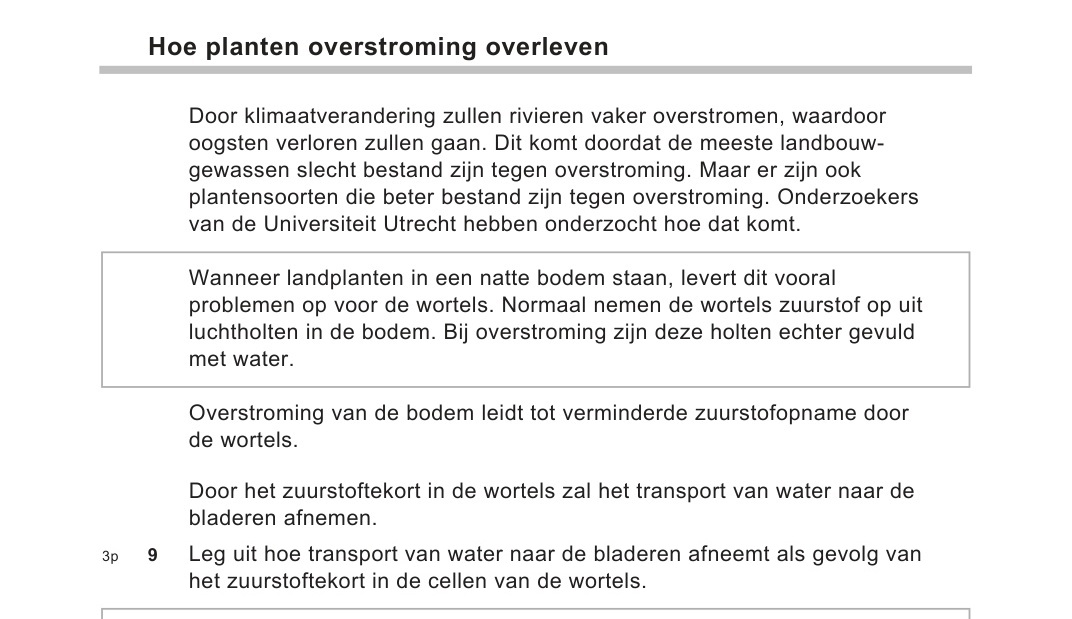 Hoe planten overstroming overleven
Door klimaatverandering zullen rivieren vaker overstromen, waardoor
oogsten verloren zullen gaan. Dit komt doordat de meeste landbouw-
gewassen slecht bestand zijn tegen overstroming. Maar er zijn ook
plantensoorten die beter bestand zijn tegen overstroming. Onderzoekers
van de Universiteit Utrecht hebben onderzocht hoe dat komt.
Wanneer landplanten in een natte bodem staan, levert dit vooral
problemen op voor de wortels. Normaal nemen de wortels zuurstof op uit
luchtholten in de bodem. Bij overstroming zijn deze holten echter gevuld
met water.
Overstroming van de bodem leidt tot verminderde zuurstofopname door
de wortels.
Door het zuurstoftekort in de wortels zal het transport van water naar de
bladeren afnemen.
3p 9 Leg uit hoe transport van water naar de bladeren afneemt als gevolg van
het zuurstoftekort in de cellen van de wortels.